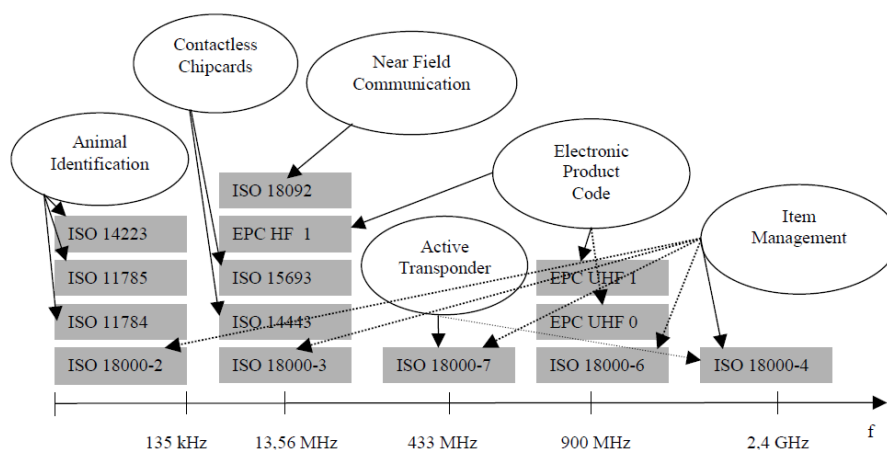 Contactless
Chipcards
Near Field
Communication
Animal
Identification
Electronic
Product
Code
Item
Management
Active
Transponder
ISO 18092
ISO 14223
EPC HF 1
ISO 11785
ISO 15693
EPC UHF 1
ISO 11784
ISO 14443
EPC UHF 0
ISO 18000-2
ISO 18000-3
ISO 18000-7
ISO 18000-6
ISO 18000-4
135 kHz
13,56 MHz
433 MHz
900 MHz
2,4 GHz
f